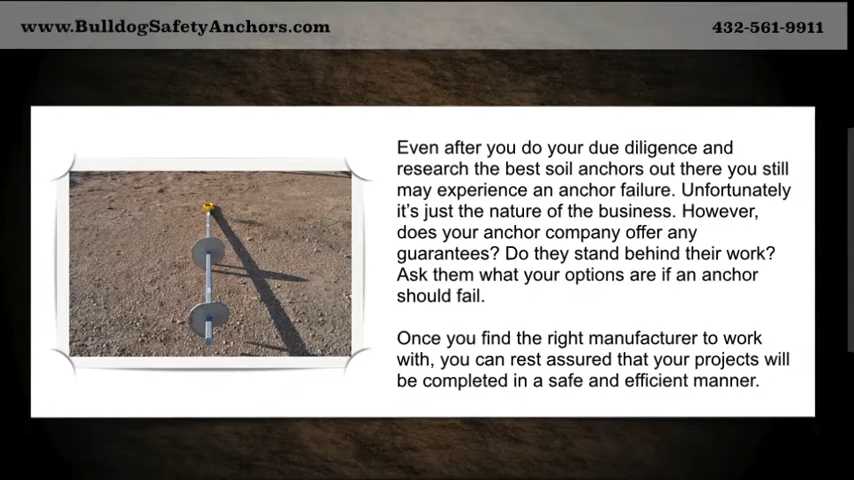 www.BulldogSafetyAnchors.com
432-561-9911
Even after you do your due diligence and
research the best soil anchors out there you still
may experience an anchor failure. Unfortunately
it's just the nature of the business. However,
does your anchor company offer any
guarantees? Do they stand behind their work?
Ask them what your options are if an anchor
should fail.
Once you find the right manufacturer to work
with, you can rest assured that your projects will
be completed in a safe and efficient manner.